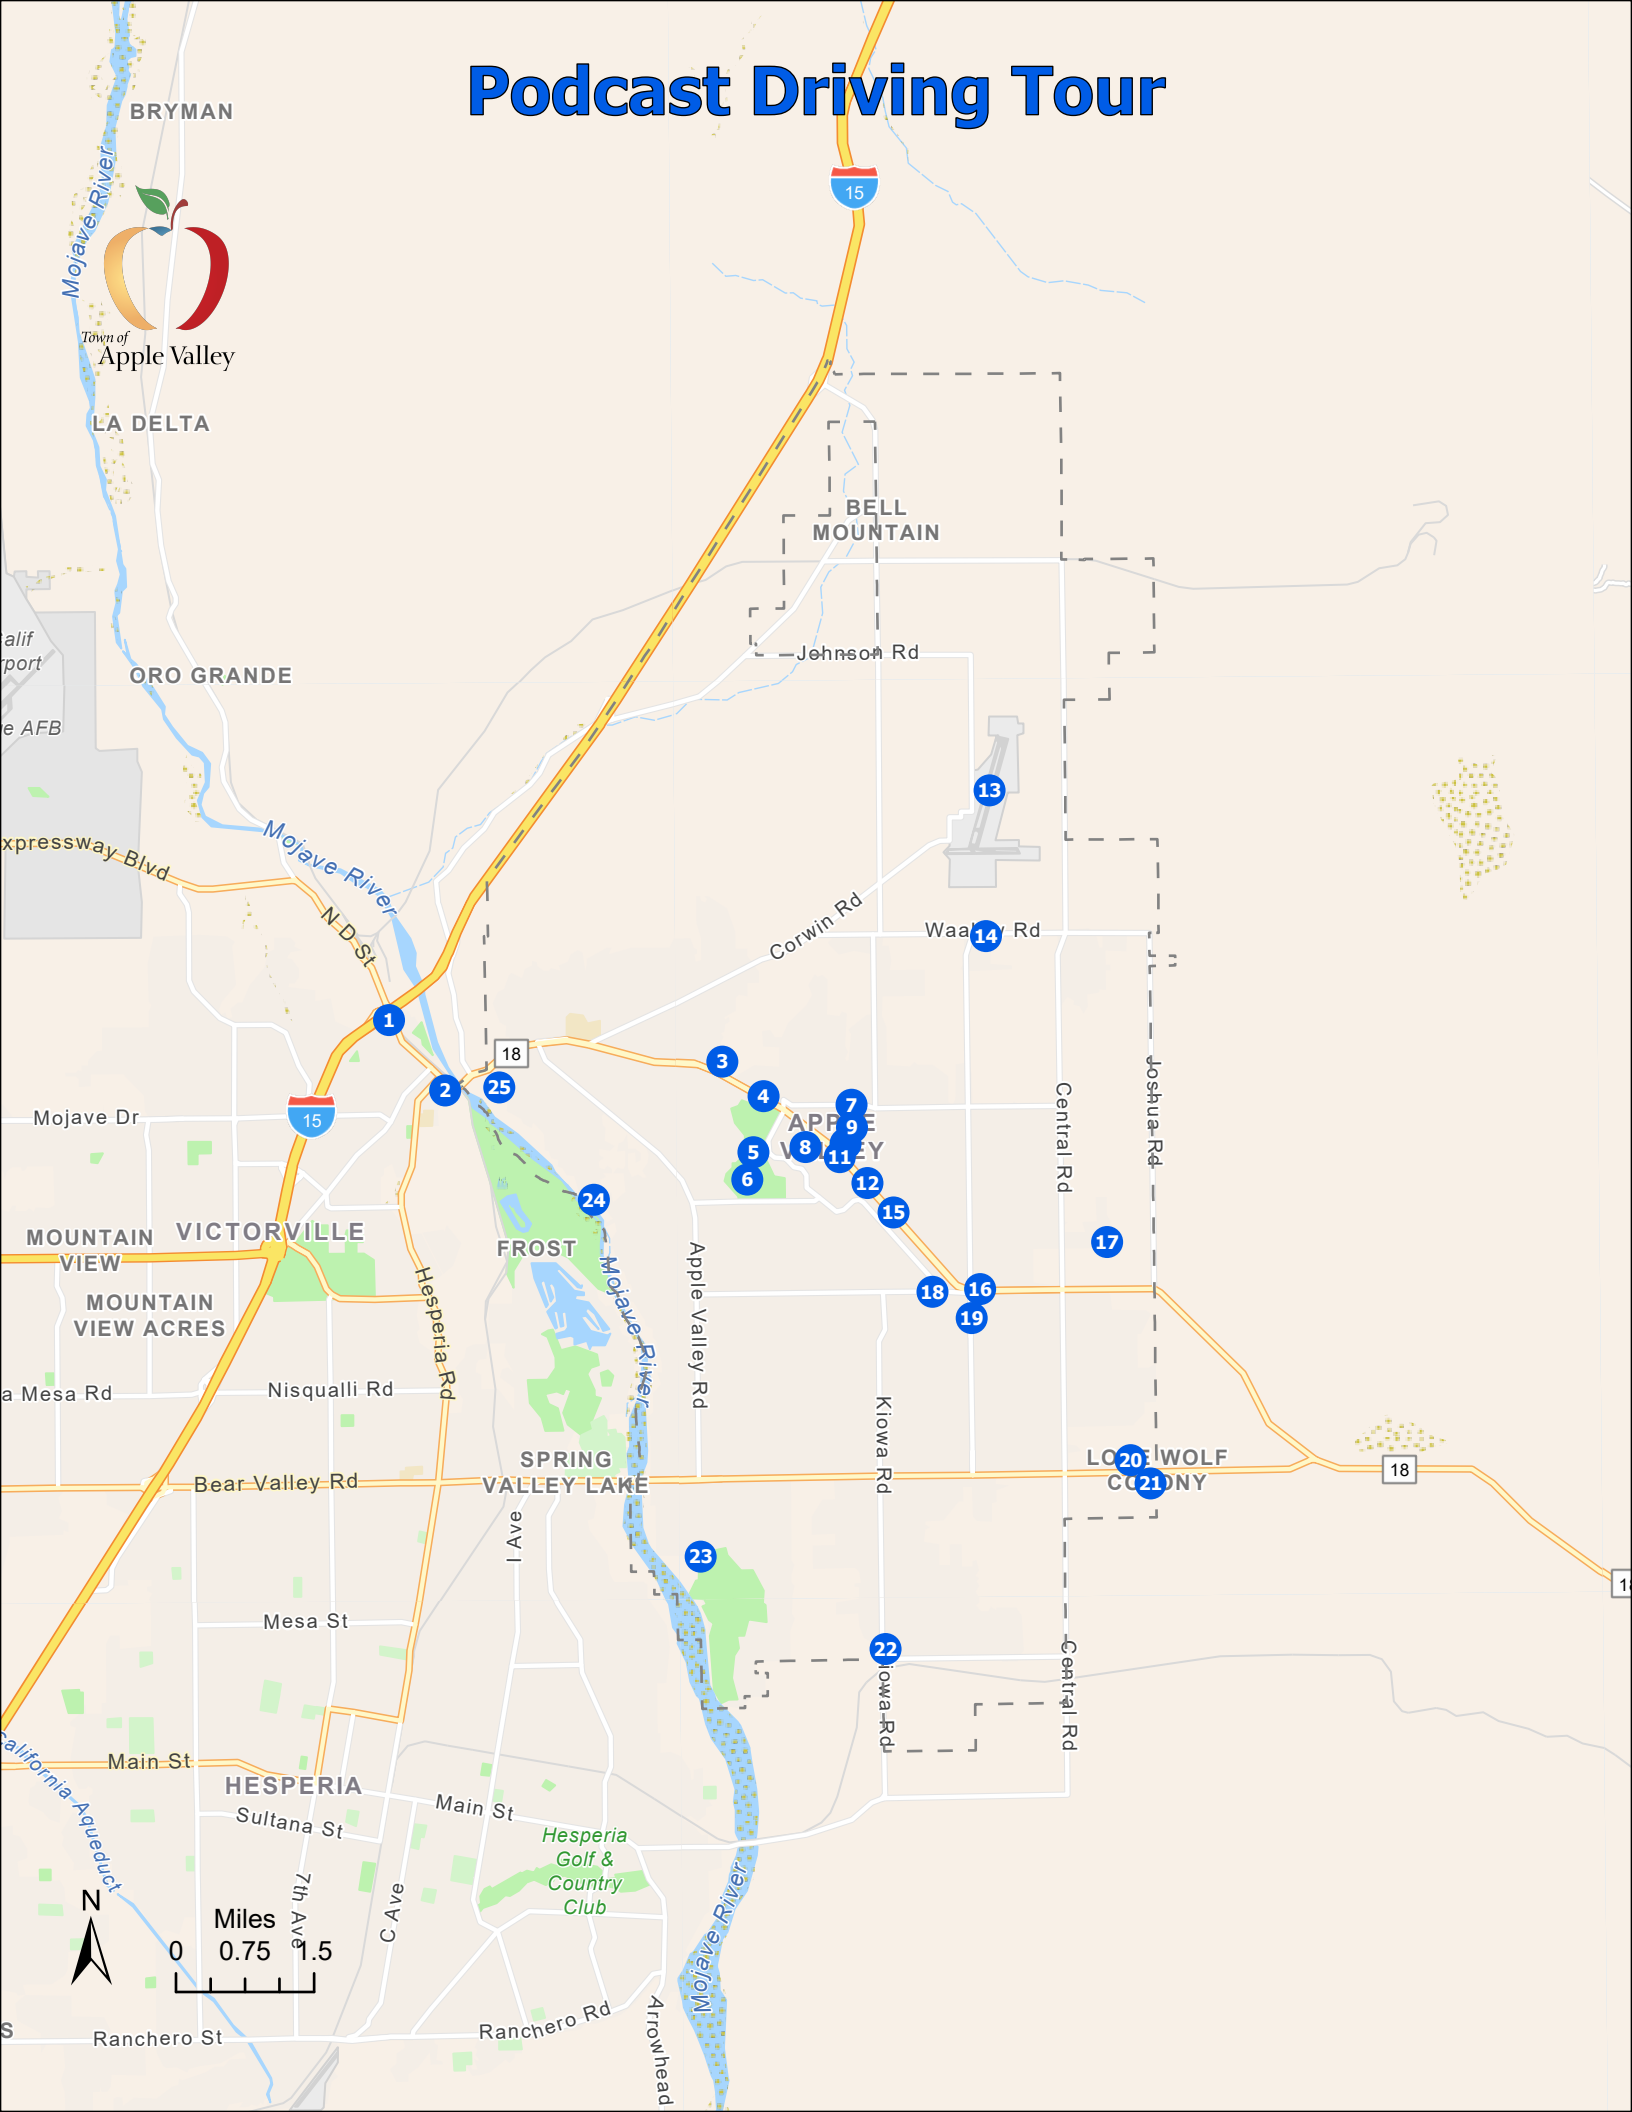 Podcast Driving Tour
BRYMAN
Mojave River
15
Town of
Apple Valley
LA DELTA
BELL
MOUNTAIN
alif
rport
ORO GRANDE
Johnson Rd
e AFB
13
Mojave River
xpressway Blvd
N D St
Corwin Rd
14
Rd
1
18
3
2
25
4
7
Joshua Rd
Central Rd
15
Mojave Dr
9
5
8
11
6
12
24
15
VICTORVILLE
MOUNTAIN
VIEW
FROST
17
Apple Valley Rd
Mojave River
Hesperia Rd
18
16
19
MOUNTAIN
VIEW ACRES
a Mesa Rd
Nisqualli Rd
Kiowa Rd
SPRING
VALLEY LAKE
Bear Valley Rd
20
WOLF
21
18
I Ave
23
18
Mesa St
22
Central Rd
iowa Rd
California Aqueduct
Main St
HESPERIA
Main St
Sultana St
Hesperia
Golf &
Country
Club
7th Ave
C Ave
Mojave River
N
Miles
0 0.75 1.5
Arrowhead
Ranchero Rd
S
Ranchero St